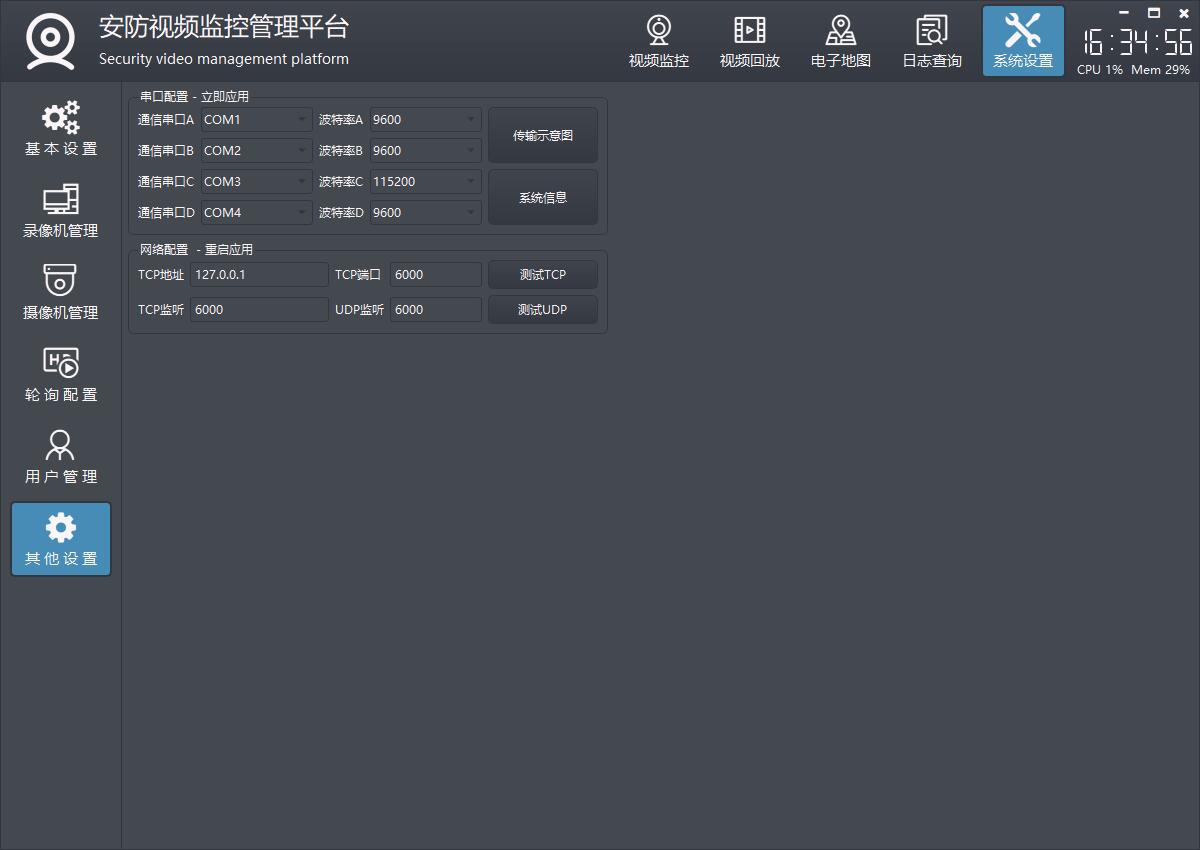 安防视频监控管理平台
Security video management platform
视频监控 视频回放 电子地图 日志查询 系统设置
16:34:56
CPU 1% Mem 29%
基本设置
录像机管理
摄像机管理
H
轮询配置
用户管理
其他设置
串口配置 - 立即应用
通信串口A COM1 波特率A 9600 传输示意图
通信串口B COM2 波特率B 9600
通信串口C COM3 波特率C 115200 系统信息
通信串口D COM4 波特率D 9600
网络配置 - 重启应用
TCP地址 127.0.0.1 TCP端口 6000 测试TCP
TCP监听 6000 UDP监听 6000 测试UDP